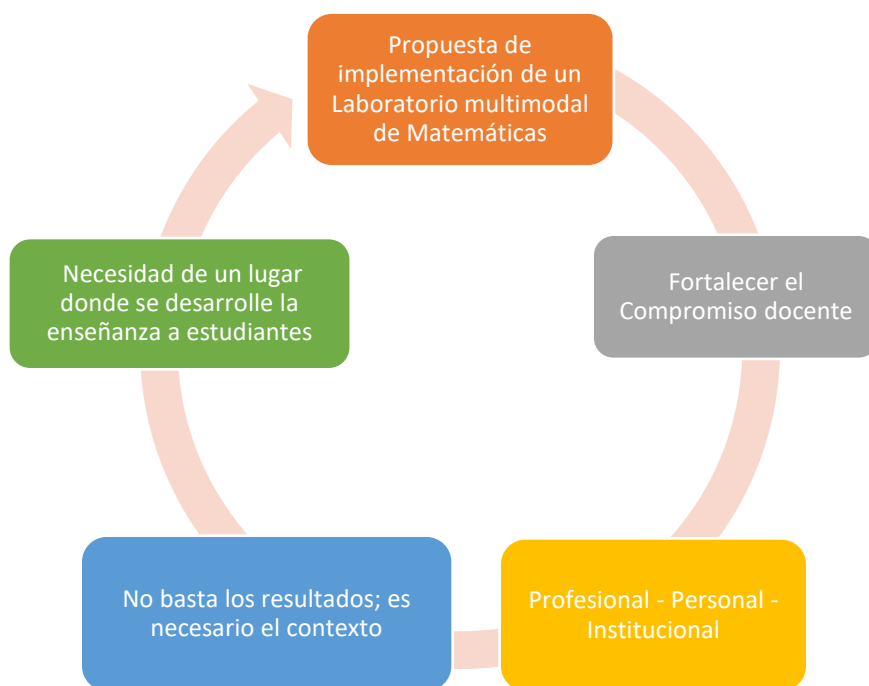 Propuesta de
implementación de un
Laboratorio multimodal
de Matemáticas
Fortalecer el
Compromiso docente
Profesional - Personal -
Institucional
No basta los resultados; es
necesario el contexto
Necesidad de un lugar
donde se desarrolle la
enseñanza a estudiantes